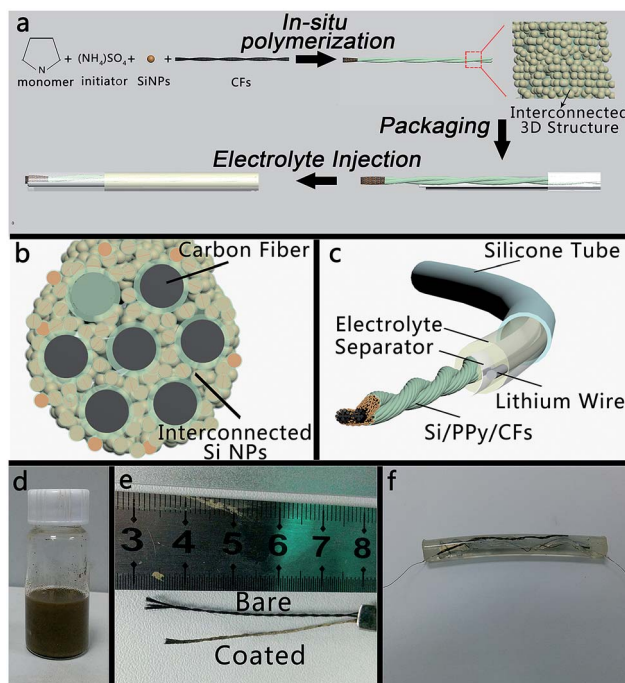 a
In-situ
polymerization
N
monomer
+
(NH4)SO4
initiator
+
SiNPs
+
CFs
Interconnected
3D Structure
Packaging
Electrolyte Injection
b
Carbon Fiber
Interconnected
Si NPs
c
Silicone Tube
Electrolyte
Separator
Lithium Wire
Si/PPy/CFs
d
e
3 4 5 6 7 8
Bare
Coated
f